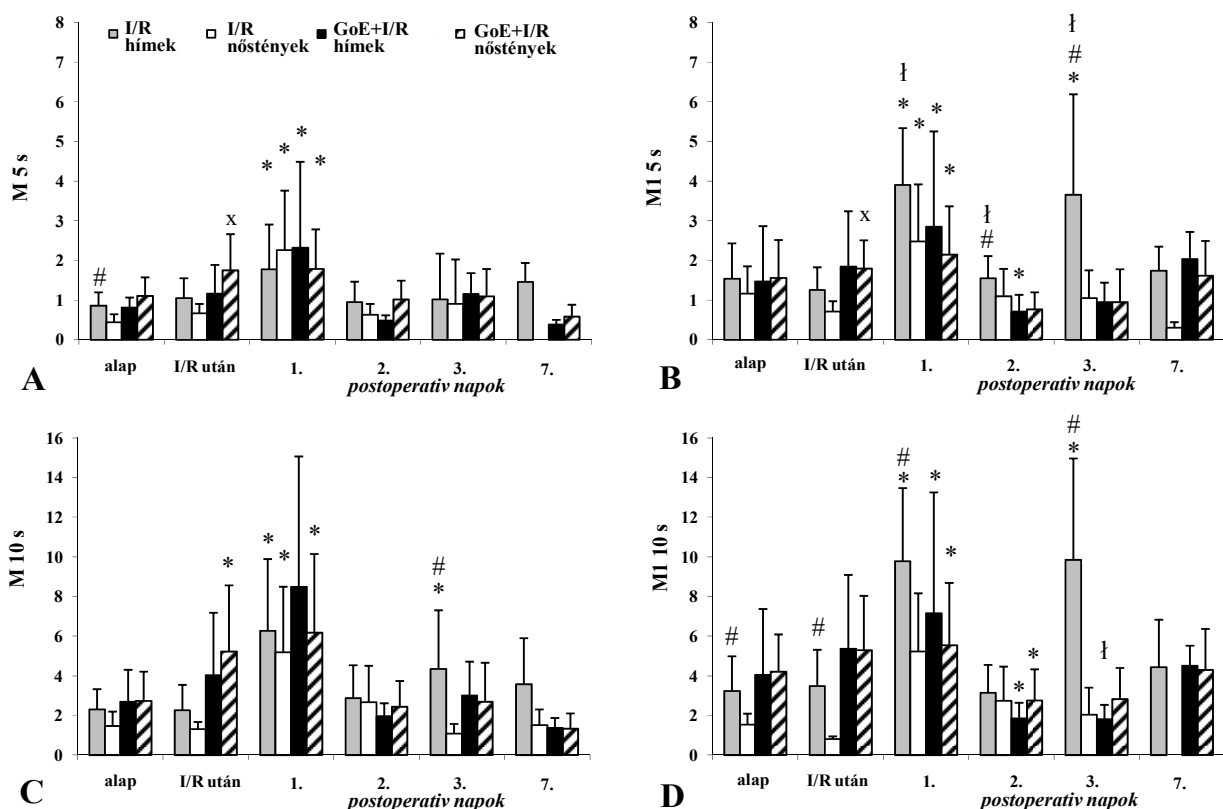 I/R hímek
I/R nőstények
GoE+I/R hímek
GoE+I/R nőstények
M 5 s
8
7
6
5
4
3
2
1
0
#
x
* * * *
alap I/R után 1. 2. 3. 7.
postoperativ napok
A
M1 5 s
8
7
6
5
4
3
2
1
0
x
ł
* * * *
ł
#
*
ł
#
*
alap I/R után 1. 2. 3. 7.
postoperativ napok
B
M 10 s
16
14
12
10
8
6
4
2
0
*
* * *
#
*
alap I/R után 1. 2. 3. 7.
postoperativ napok
C
M1 10 s
16
14
12
10
8
6
4
2
0
#
#
#
* * *
* *
#
*
ł
alap I/R után 1. 2. 3. 7.
postoperativ napok
D